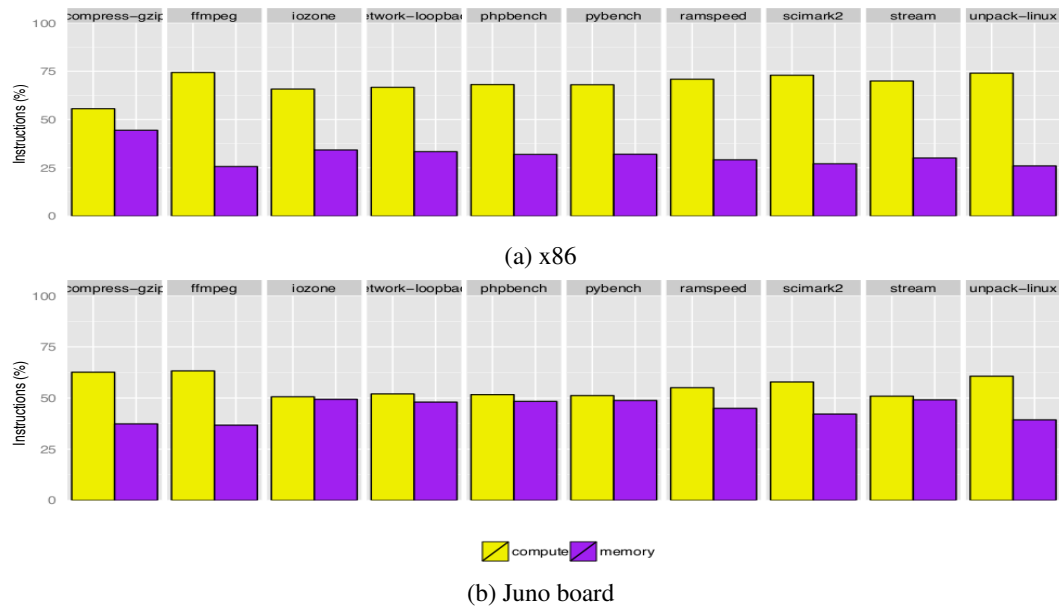 compress-gzip ffmpeg iozone etwork-loopbac phpbench pybench ramspeed scimark2 stream unpack-linux
100
75
50
25
0
Instructions (%)
(a) x86
compress-gzip ffmpeg iozone etwork-loopbac phpbench pybench ramspeed scimark2 stream unpack-linux
100
75
50
25
0
Instructions (%)
compute memory
(b) Juno board